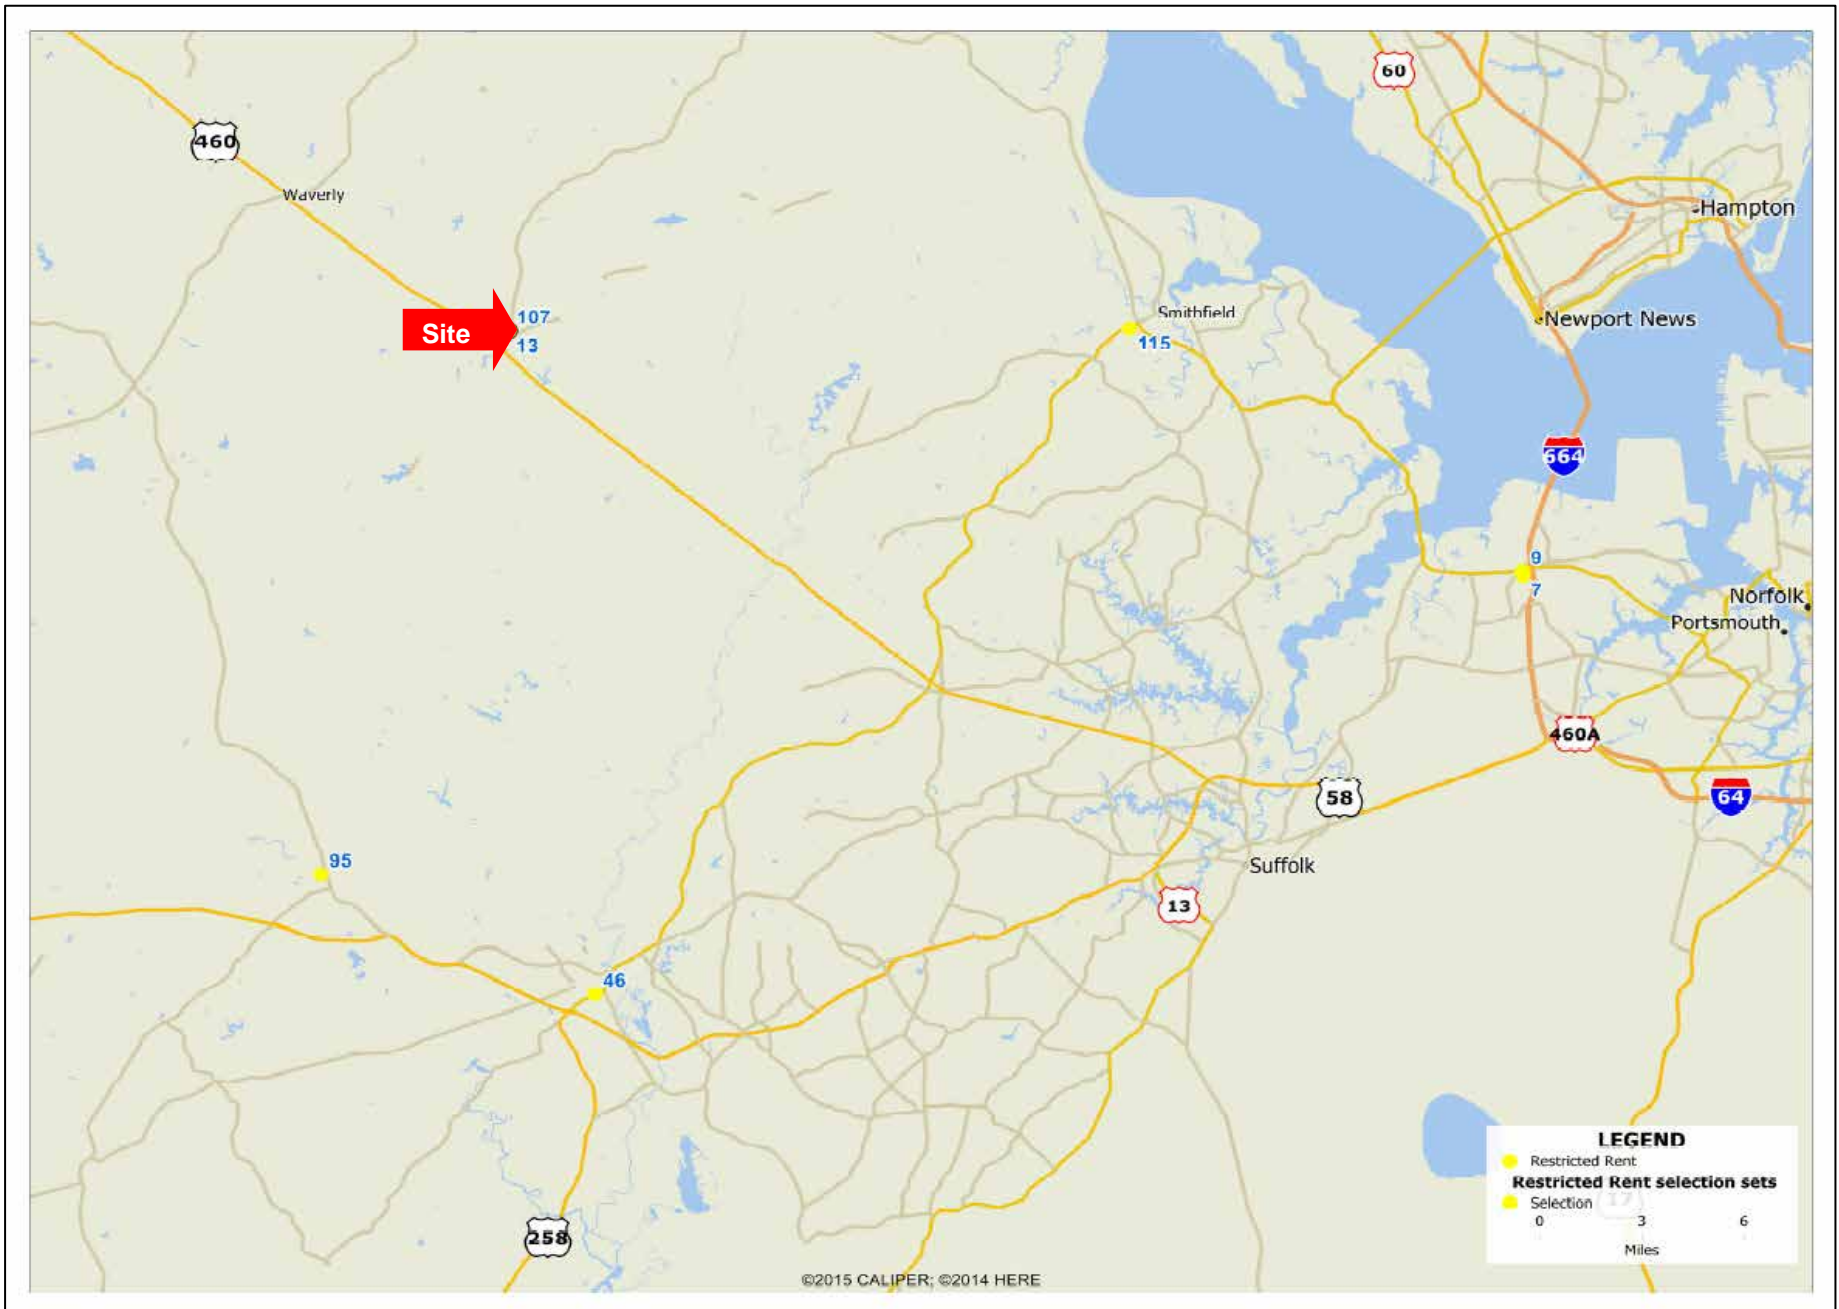 60
460
Waverly
Hampton
107
Site
13
Smithfield
115
Newport News
664
9
7
Norfolk
Portsmouth
460A
58
64
95
Suffolk
13
46
258
LEGEND
Restricted Rent
Restricted Rent selection sets
Selection
17
0 3 6
Miles
©2015 CALIPER; ©2014 HERE